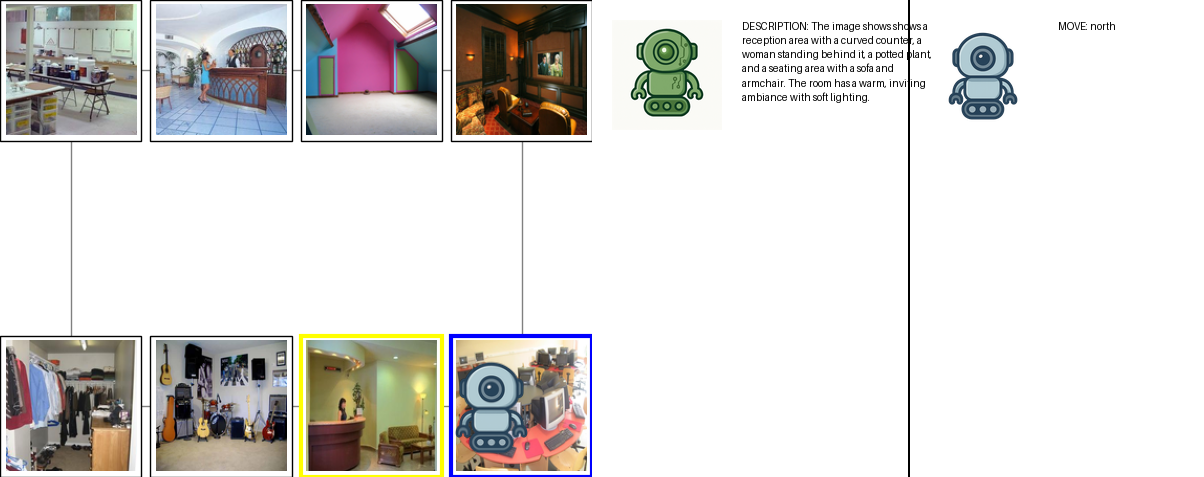 DESCRIPTION: The image shows shows a
reception area with a curved counter, a
woman standing behind it, a potted plant,
and a seating area with a sofa and
armchair. The room has a warm, inviting
ambiance with soft lighting.
MOVE: north